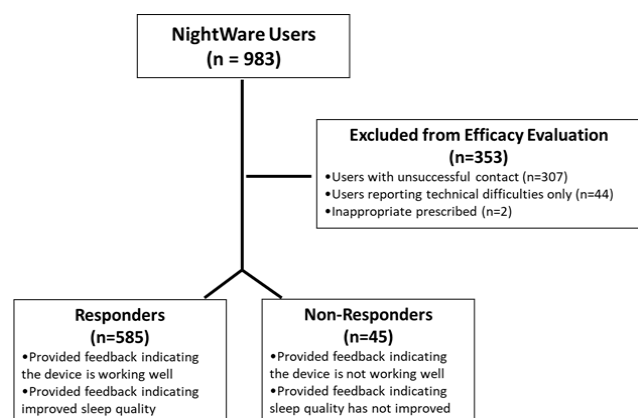 NightWare Users
(n = 983)
Excluded from Efficacy Evaluation
(n=353)
•Users with unsuccessful contact (n=307)
•Users reporting technical difficulties only (n=44)
•Inappropriate prescribed (n=2)
Responders
(n=585)
•Provided feedback indicating
the device is working well
•Provided feedback indicating
improved sleep quality
Non-Responders
(n=45)
•Provided feedback indicating
the device is not working well
•Provided feedback indicating
sleep quality has not improved